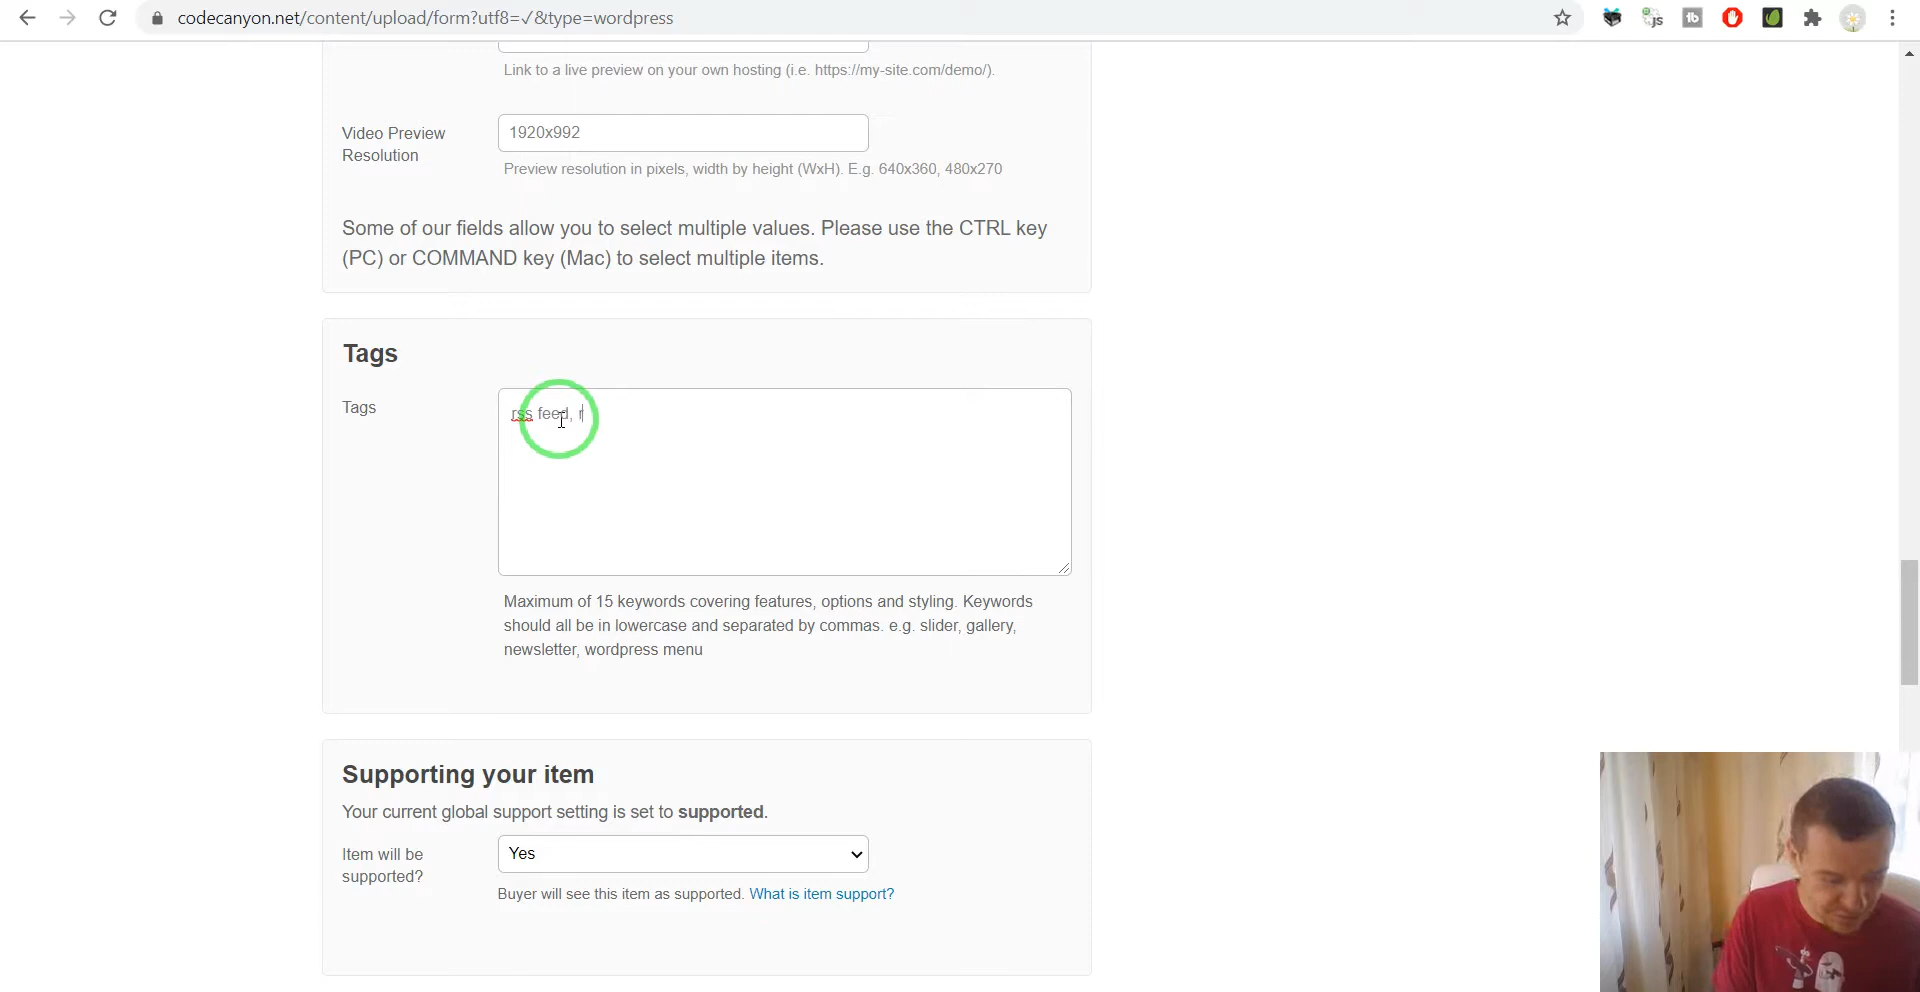 codecanyon.net/content/upload/form?utf8=✓&type=wordpress
Link to a live preview on your own hosting (i.e. https://my-site.com/demo/).
Video Preview
Resolution
1920x992
Preview resolution in pixels, width by height (WxH). E.g. 640x360, 480x270
Some of our fields allow you to select multiple values. Please use the CTRL key
(PC) or COMMAND key (Mac) to select multiple items.
Tags
Tags
rss feed, r
Maximum of 15 keywords covering features, options and styling. Keywords
should all be in lowercase and separated by commas. e.g. slider, gallery,
newsletter, wordpress menu
Supporting your item
Your current global support setting is set to supported.
Item will be
supported?
Yes
Buyer will see this item as supported. What is item support?